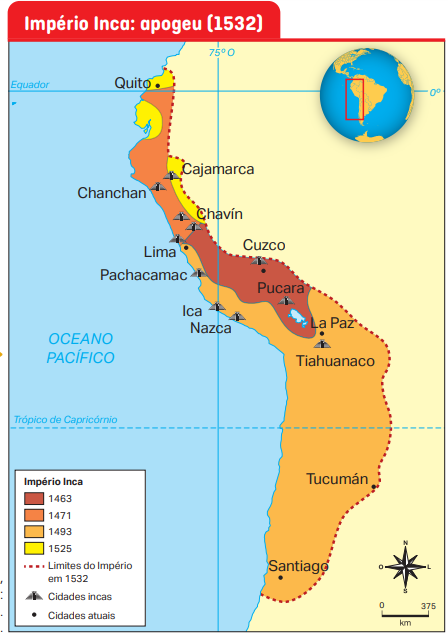 Império Inca: apogeu (1532)
75° O
Equador
0°
Quito
Cajamarca
Chanchan
Chavín
Lima
Cuzco
Pachacamac
Pucara
Ica
Nazca
La Paz
OCEANO
PACÍFICO
Tiahuanaco
Trópico de Capricórnio
Tucumán
Santiago
Império Inca
1463
1471
1493
1525
Limites do Império
em 1532
Cidades incas
Cidades atuais
N
O
L
S
0
375
km